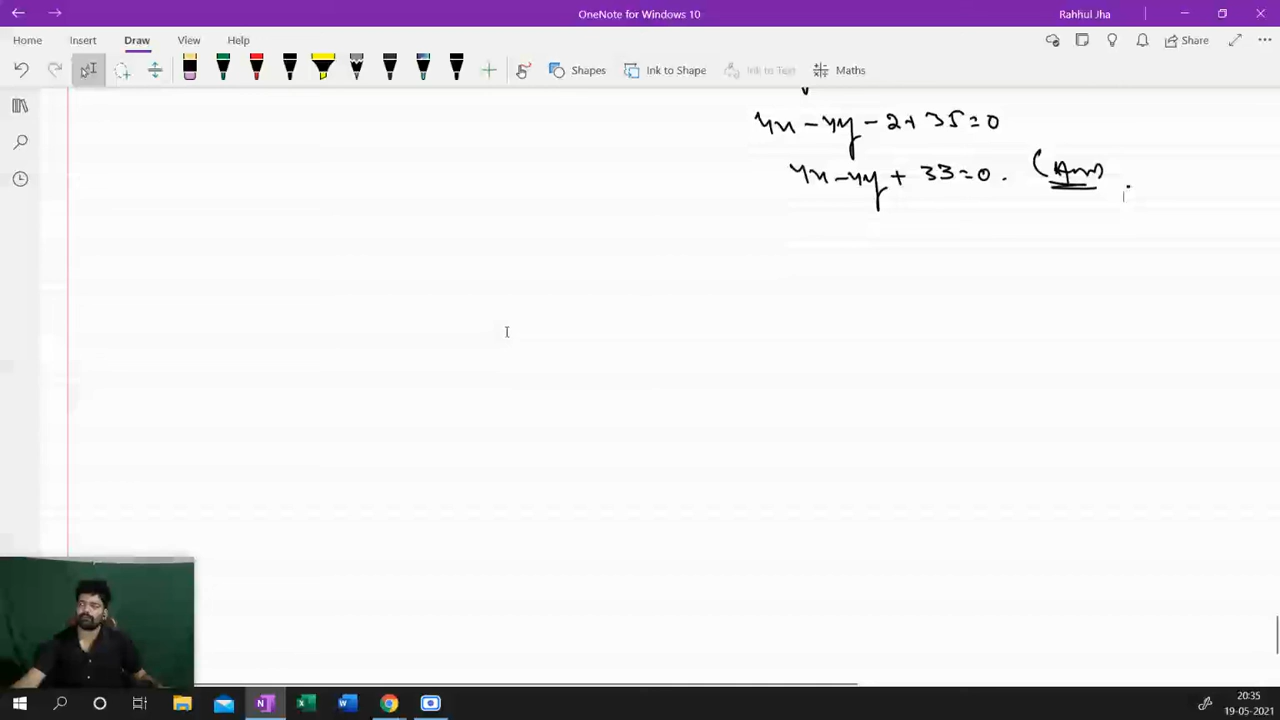 OneNote for Windows 10
Rahhul Jha
Home Insert Draw View Help
Share
Shapes Ink to Shape Ink to Text Maths
4x - 4y - 2 + 35 = 0
4x - 4y + 33 = 0. (Ans)
20:35
19-05-2021